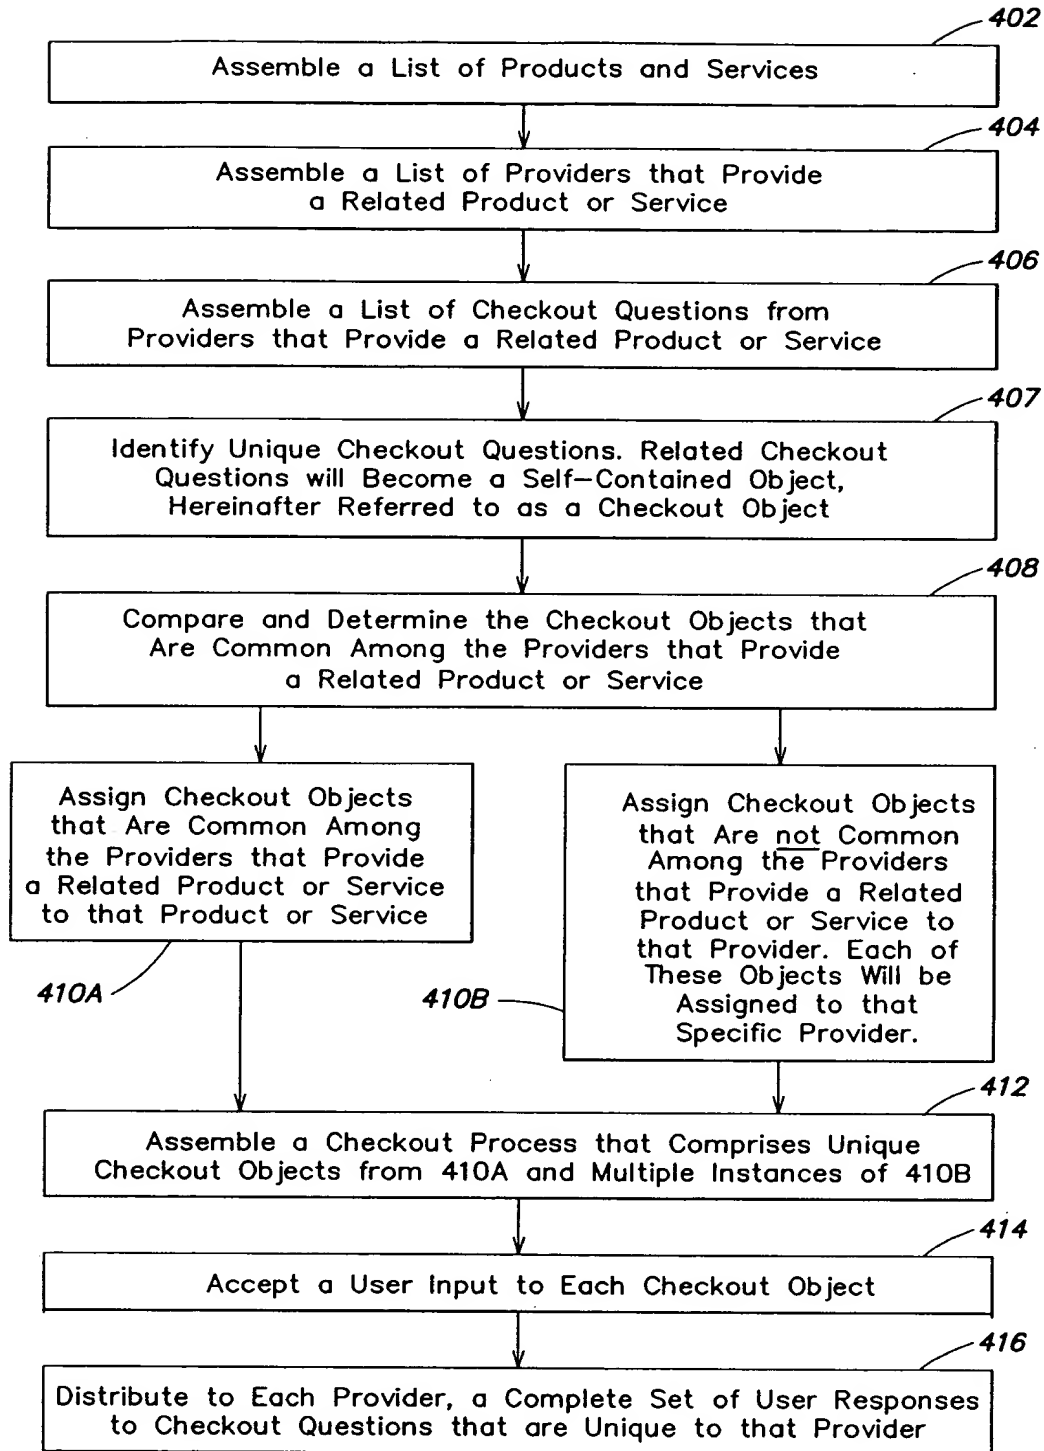 402
Assemble a List of Products and Services
404
Assemble a List of Providers that Provide
a Related Product or Service
406
Assemble a List of Checkout Questions from
Providers that Provide a Related Product or Service
407
Identify Unique Checkout Questions. Related Checkout
Questions will Become a Self-Contained Object,
Hereinafter Referred to as a Checkout Object
408
Compare and Determine the Checkout Objects that
Are Common Among the Providers that Provide
a Related Product or Service
Assign Checkout Objects
that Are Common Among
the Providers that Provide
a Related Product or Service
to that Product or Service
410A
Assign Checkout Objects
that Are not Common
Among the Providers
that Provide a Related
Product or Service to
that Provider. Each of
These Objects Will be
Assigned to that
Specific Provider.
410B
412
Assemble a Checkout Process that Comprises Unique
Checkout Objects from 410A and Multiple Instances of 410B
414
Accept a User Input to Each Checkout Object
416
Distribute to Each Provider, a Complete Set of User Responses
to Checkout Questions that are Unique to that Provider